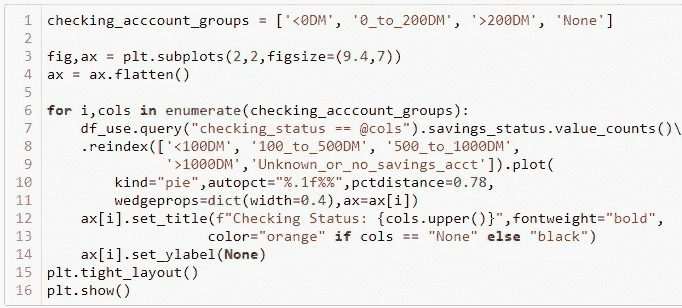 1 checking_acccount_groups = ['<0DM', '0_to_200DM', '>200DM', 'None']
2
3 fig,ax = plt.subplots(2,2,figsize=(9.4,7))
4 ax = ax.flatten()
5
6 for i,cols in enumerate(checking_acccount_groups):
7     df_use.query("checking_status == @cols").savings_status.value_counts()\
8     .reindex(['<100DM', '100_to_500DM', '500_to_1000DM',
9               '>1000DM','Unknown_or_no_savings_acct']).plot(
10         kind="pie",autopct="%.1f%%",pctdistance=0.78,
11         wedgeprops=dict(width=0.4),ax=ax[i])
12     ax[i].set_title(f"Checking Status: {cols.upper()}",fontweight="bold",
13                     color="orange" if cols == "None" else "black")
14     ax[i].set_ylabel(None)
15 plt.tight_layout()
16 plt.show()